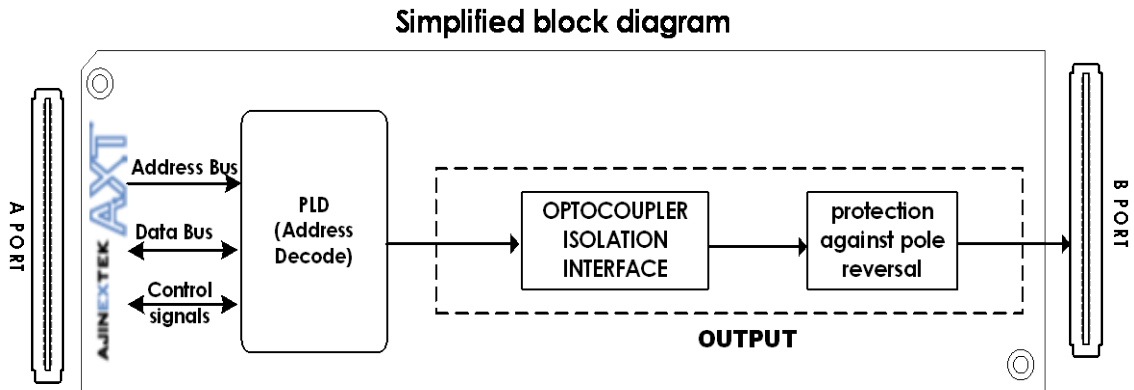 Simplified block diagram
A PORT
AJINEXTEK
AXT
Address Bus
Data Bus
Control
signals
PLD
(Address
Decode)
OPTOCOUPLER
ISOLATION
INTERFACE
protection
against pole
reversal
OUTPUT
B PORT